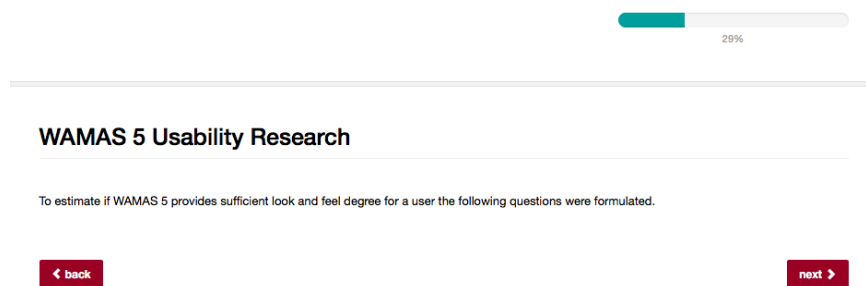 29%
WAMAS 5 Usability Research
To estimate if WAMAS 5 provides sufficient look and feel degree for a user the following questions were formulated.
back
next